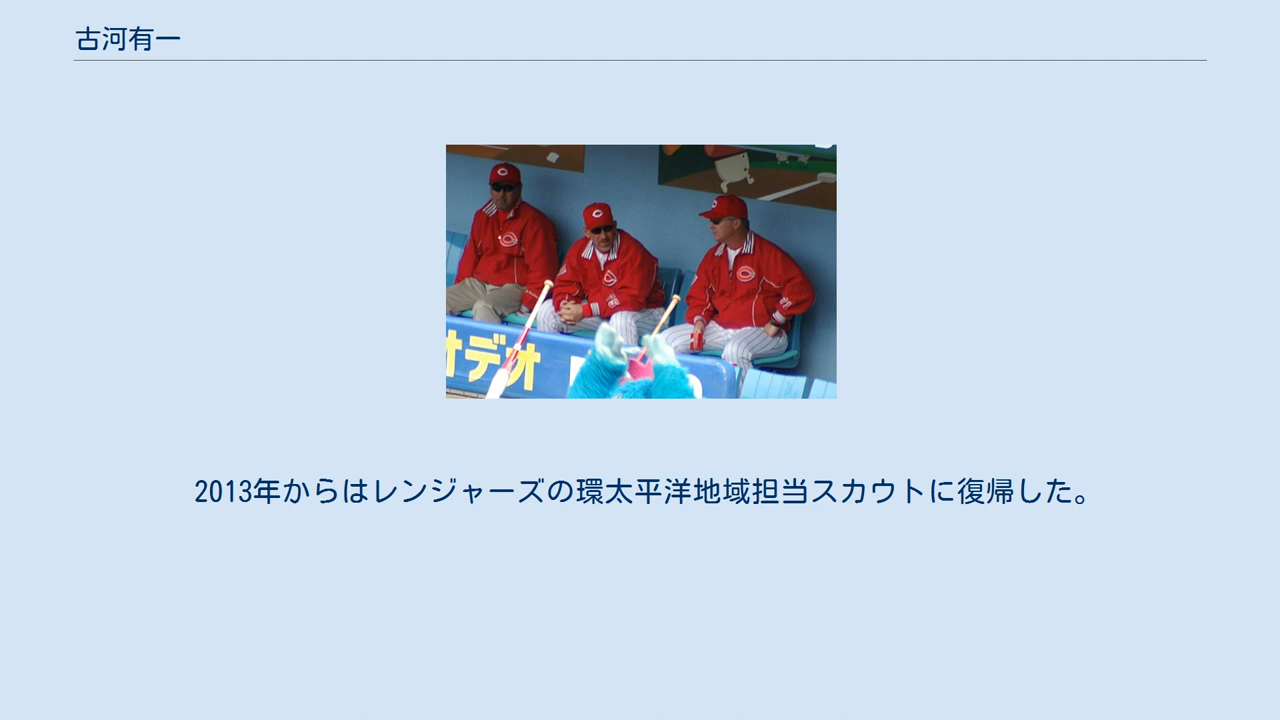 古河有一
オデオ
2013年からはレンジャーズの環太平洋地域担当スカウトに復帰した。